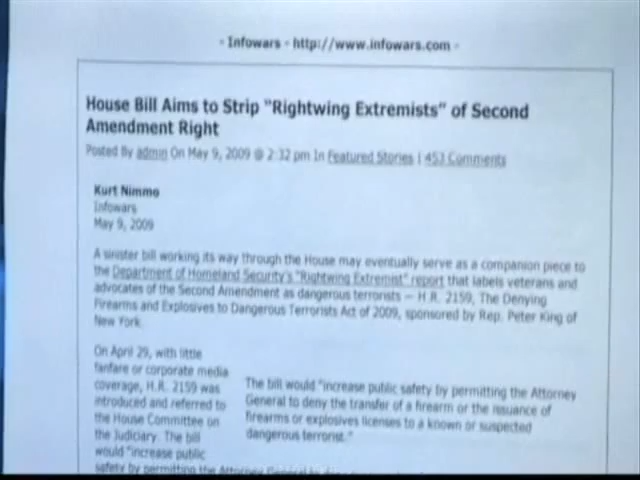 - Infowars - http://www.infowars.com -
House Bill Aims to Strip "Rightwing Extremists" of Second
Amendment Right
Posted By admin On May 9, 2009 @ 2:32 pm In Featured Stories | 453 Comments
Kurt Nimmo
Infowars
May 9, 2009
A sinister bill working its way through the House may eventually serve as a companion piece to
the Department of Homeland Security's "Rightwing Extremist" report that labels veterans and
advocates of the Second Amendment as dangerous terrorists — H.R. 2159, The Denying
Firearms and Explosives to Dangerous Terrorists Act of 2009, sponsored by Rep. Peter King of
New York.
On April 29, with little
fanfare or corporate media
coverage, H.R. 2159 was
introduced and referred to
the House Committee on
the Judiciary. The bill
would "increase public
safety by permitting the Attorney General to
The bill would "increase public safety by permitting the Attorney
General to deny the transfer of a firearm or the issuance of
firearms or explosives licenses to a known or suspected
dangerous terrorist."